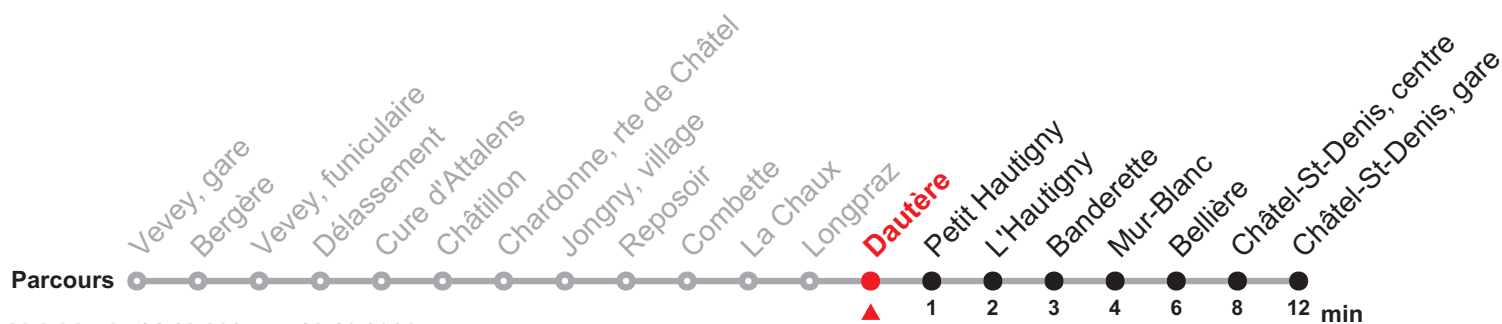 Vevey, gare
Bergère
Vevey, funiculaire
Délassement
Cure d'Attalens
Châtillon
Chardonne, rte de Châtel
Jongny, village
Reposoir
Combette
La Chaux
Longpraz
Dautère
Petit Hautigny
L'Hautigny
Banderette
Mur-Blanc
Bellière
Châtel-St-Denis, centre
Châtel-St-Denis, gare
Parcours
1 2 3 4 6 8 12 min